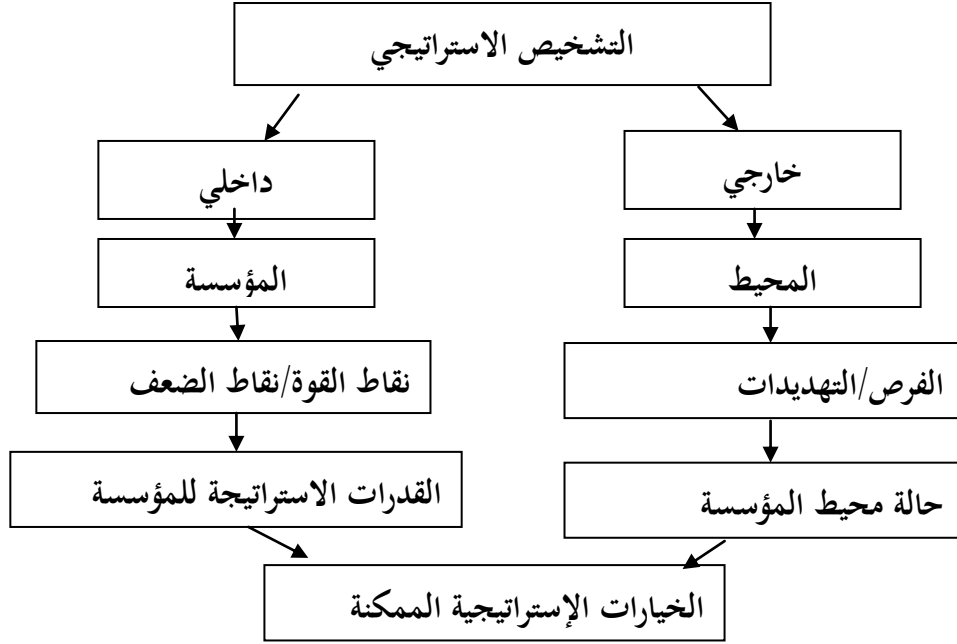 التشخيص الاستراتيجي
خارجي
داخلي
المحيط
المؤسسة
الفرص/التهديدات
نقاط القوة/نقاط الضعف
حالة محيط المؤسسة
القدرات الاستراتيجة للمؤسسة
الخيارات الإستراتيجية الممكنة